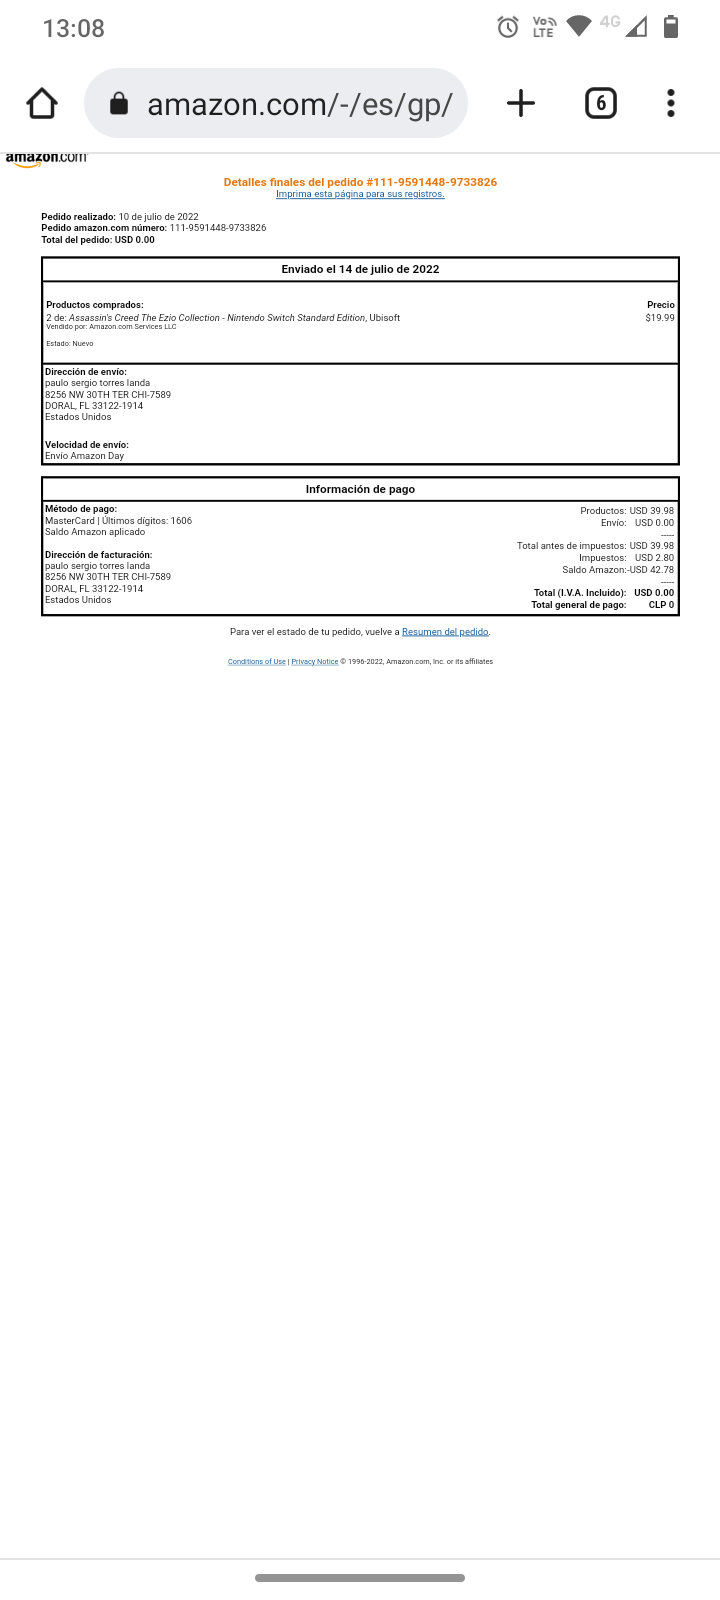 13:08
Vo
LTE
4G
amazon.com/-/es/gp/
6
amazon.com
Detalles finales del pedido #111-9591448-9733826
Imprima esta página para sus registros.
Pedido realizado: 10 de julio de 2022
Pedido amazon.com número: 111-9591448-9733826
Total del pedido: USD 0.00
Enviado el 14 de julio de 2022
Productos comprados: Precio
2 de: Assassin's Creed The Ezio Collection - Nintendo Switch Standard Edition, Ubisoft $19.99
Vendido por: Amazon.com Services LLC
Estado: Nuevo
Dirección de envío:
paulo sergio torres landa
8256 NW 30TH TER CHI-7589
DORAL, FL 33122-1914
Estados Unidos
Velocidad de envío:
Envío Amazon Day
Información de pago
Método de pago:
MasterCard | Últimos dígitos: 1606
Saldo Amazon aplicado
Dirección de facturación:
paulo sergio torres landa
8256 NW 30TH TER CHI-7589
DORAL, FL 33122-1914
Estados Unidos
Productos: USD 39.98
Envío: USD 0.00
-----
Total antes de impuestos: USD 39.98
Impuestos: USD 2.80
Saldo Amazon:-USD 42.78
-----
Total (I.V.A. Incluido): USD 0.00
Total general de pago: CLP 0
Para ver el estado de tu pedido, vuelve a Resumen del pedido.
Conditions of Use | Privacy Notice © 1996-2022, Amazon.com, Inc. or its affiliates